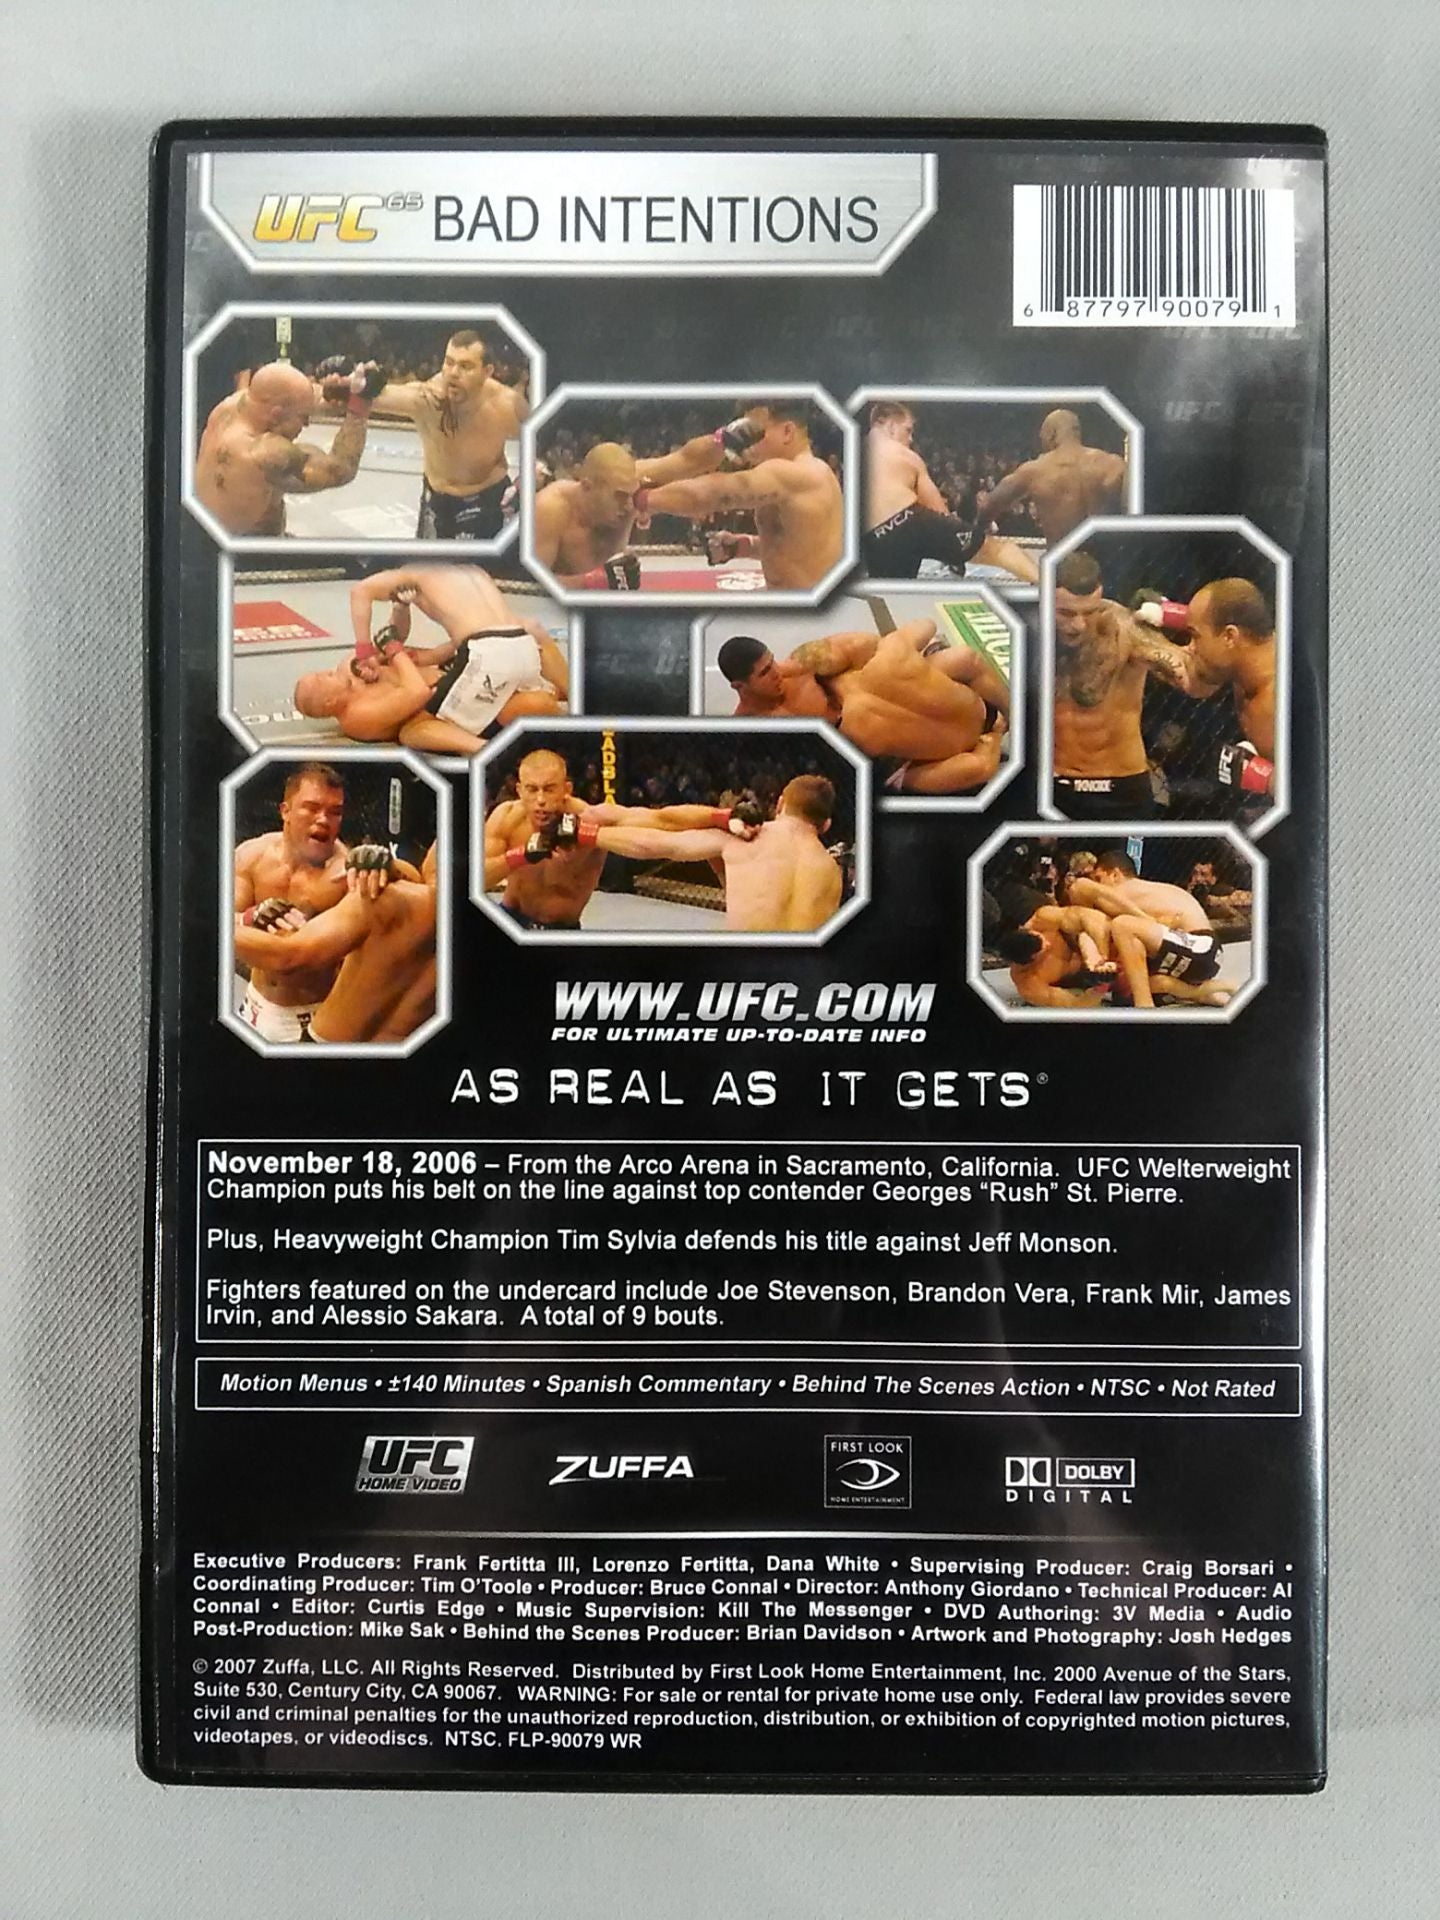 UFC 65 BAD INTENTIONS
6 87797 90079 1
RVCA
UFC
KNOXX
UFC
WWW.UFC.COM
FOR ULTIMATE UP-TO-DATE INFO
AS REAL AS IT GETS®
November 18, 2006 – From the Arco Arena in Sacramento, California. UFC Welterweight
Champion puts his belt on the line against top contender Georges “Rush” St. Pierre.
Plus, Heavyweight Champion Tim Sylvia defends his title against Jeff Monson.
Fighters featured on the undercard include Joe Stevenson, Brandon Vera, Frank Mir, James
Irvin, and Alessio Sakara. A total of 9 bouts.
Motion Menus • ±140 Minutes • Spanish Commentary • Behind The Scenes Action • NTSC • Not Rated
UFC
HOME VIDEO
ZUFFA
FIRST LOOK
HOME ENTERTAINMENT
DOLBY
DIGITAL
Executive Producers: Frank Fertitta III, Lorenzo Fertitta, Dana White • Supervising Producer: Craig Borsari •
Coordinating Producer: Tim O'Toole • Producer: Bruce Connal • Director: Anthony Giordano • Technical Producer: Al
Connal • Editor: Curtis Edge • Music Supervision: Kill The Messenger • DVD Authoring: 3V Media • Audio
Post-Production: Mike Sak • Behind the Scenes Producer: Brian Davidson • Artwork and Photography: Josh Hedges
© 2007 Zuffa, LLC. All Rights Reserved. Distributed by First Look Home Entertainment, Inc. 2000 Avenue of the Stars,
Suite 530, Century City, CA 90067. WARNING: For sale or rental for private home use only. Federal law provides severe
civil and criminal penalties for the unauthorized reproduction, distribution, or exhibition of copyrighted motion pictures,
videotapes, or videodiscs. NTSC. FLP-90079 WR